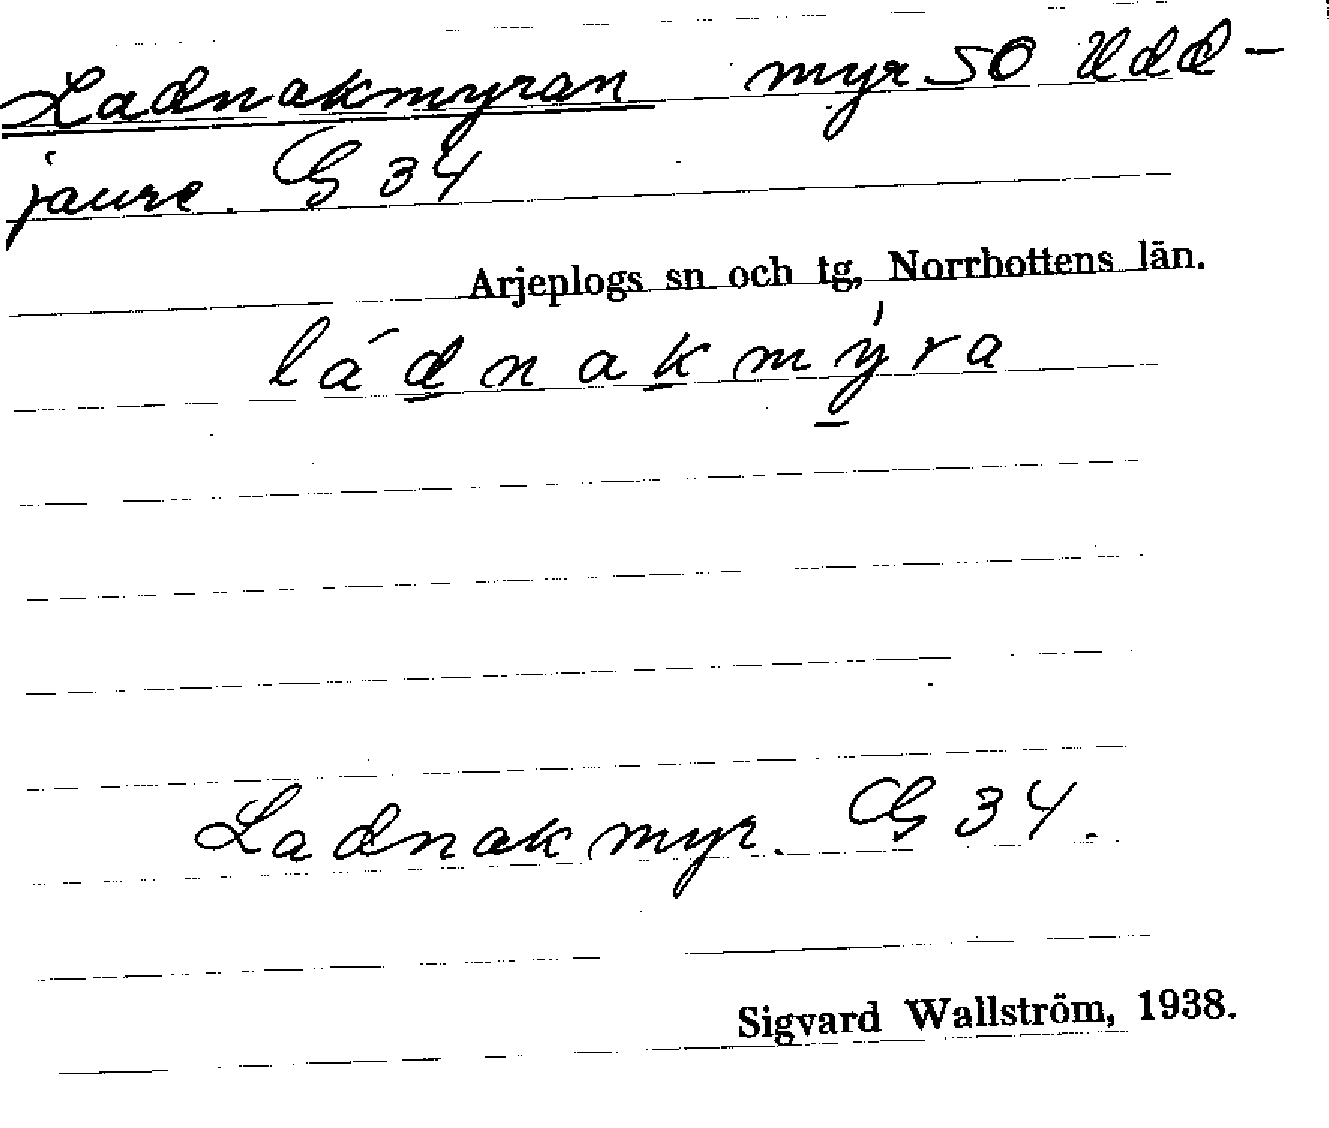 Ladnakmyran myr SO Udd-
jaure. G 34
Arjeplogs sn och tg, Norrbottens län.
ládnakmýra
Ladnakmyr. G 34.
Sigvard Wallström, 1938.